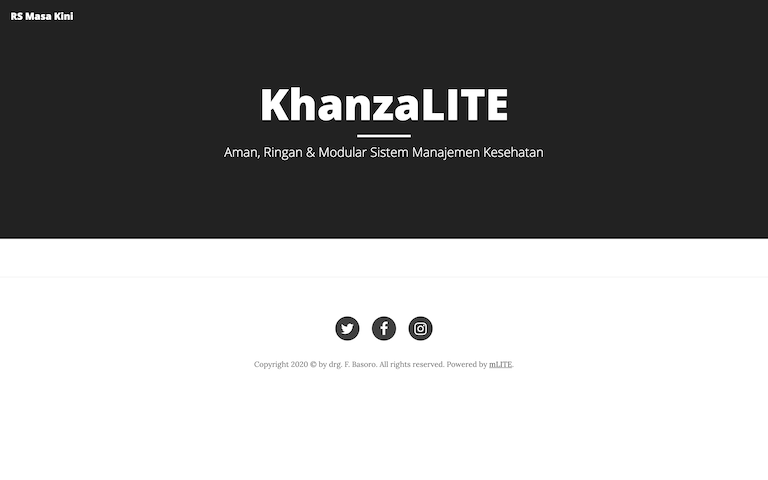 RS Masa Kini
KhanzaLITE
Aman, Ringan & Modular Sistem Manajemen Kesehatan
Copyright 2020 © by drg. F. Basoro. All rights reserved. Powered by mLITE.